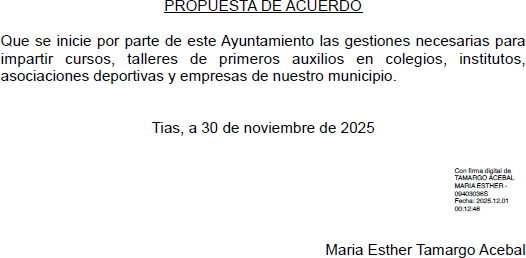 PROPUESTA DE ACUERDO
Que se inicie por parte de este Ayuntamiento las gestiones necesarias para
impartir cursos, talleres de primeros auxilios en colegios, institutos,
asociaciones deportivas y empresas de nuestro municipio.
Tias, a 30 de noviembre de 2025
Con firma digital de
TAMARGO ACEBAL
MARIA ESTHER -
09403036S
Fecha: 2025.12.01
00:12:46
Maria Esther Tamargo Acebal